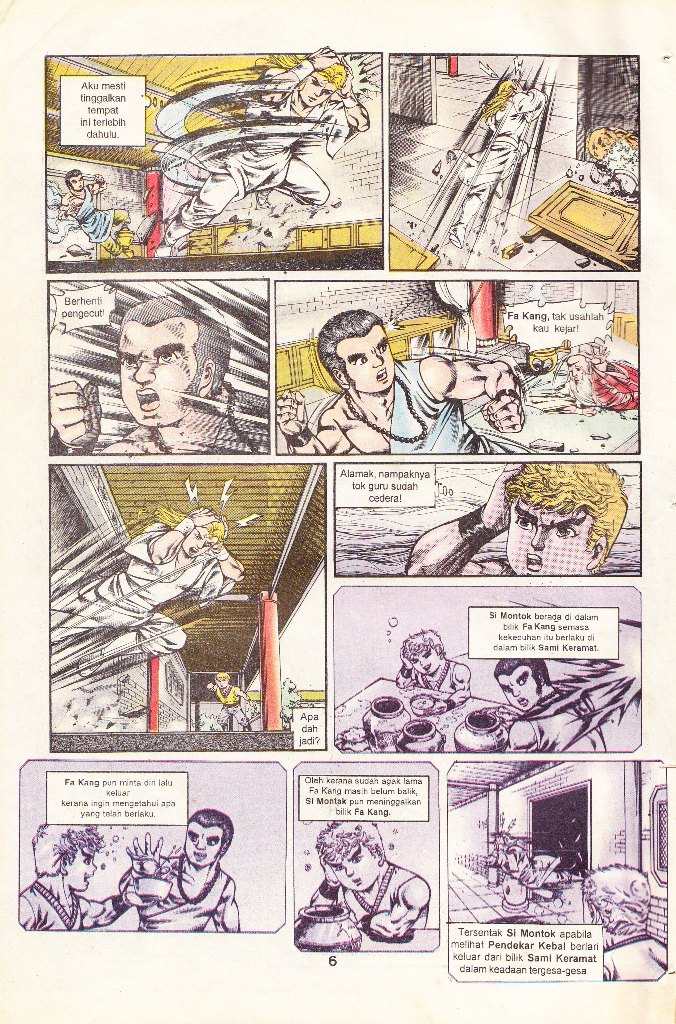 Aku mesti
tinggalkan
tempat
ini terlebih
dahulu.
Berhenti
pengecut!
Fa Kang, tak usahlah
kau kejar!
Alamak, nampaknya
tok guru sudah
cedera!
Apa
dah
jadi?
Si Montok berada di dalam
bilik Fa Kang semasa
kekecuhan itu berlaku di
dalam bilik Sami Keramat.
Fa Kang pun minta diri lalu
keluar
kerana ingin mengetahui apa
yang telah berlaku.
Oleh kerana sudah agak lama
Fa Kang masih belum balik,
Si Montak pun meninggalkan
bilik Fa Kang.
Tersentak Si Montok apabila
melihat Pendekar Kebal berlari
keluar dari bilik Sami Keramat
dalam keadaan tergesa-gesa
6